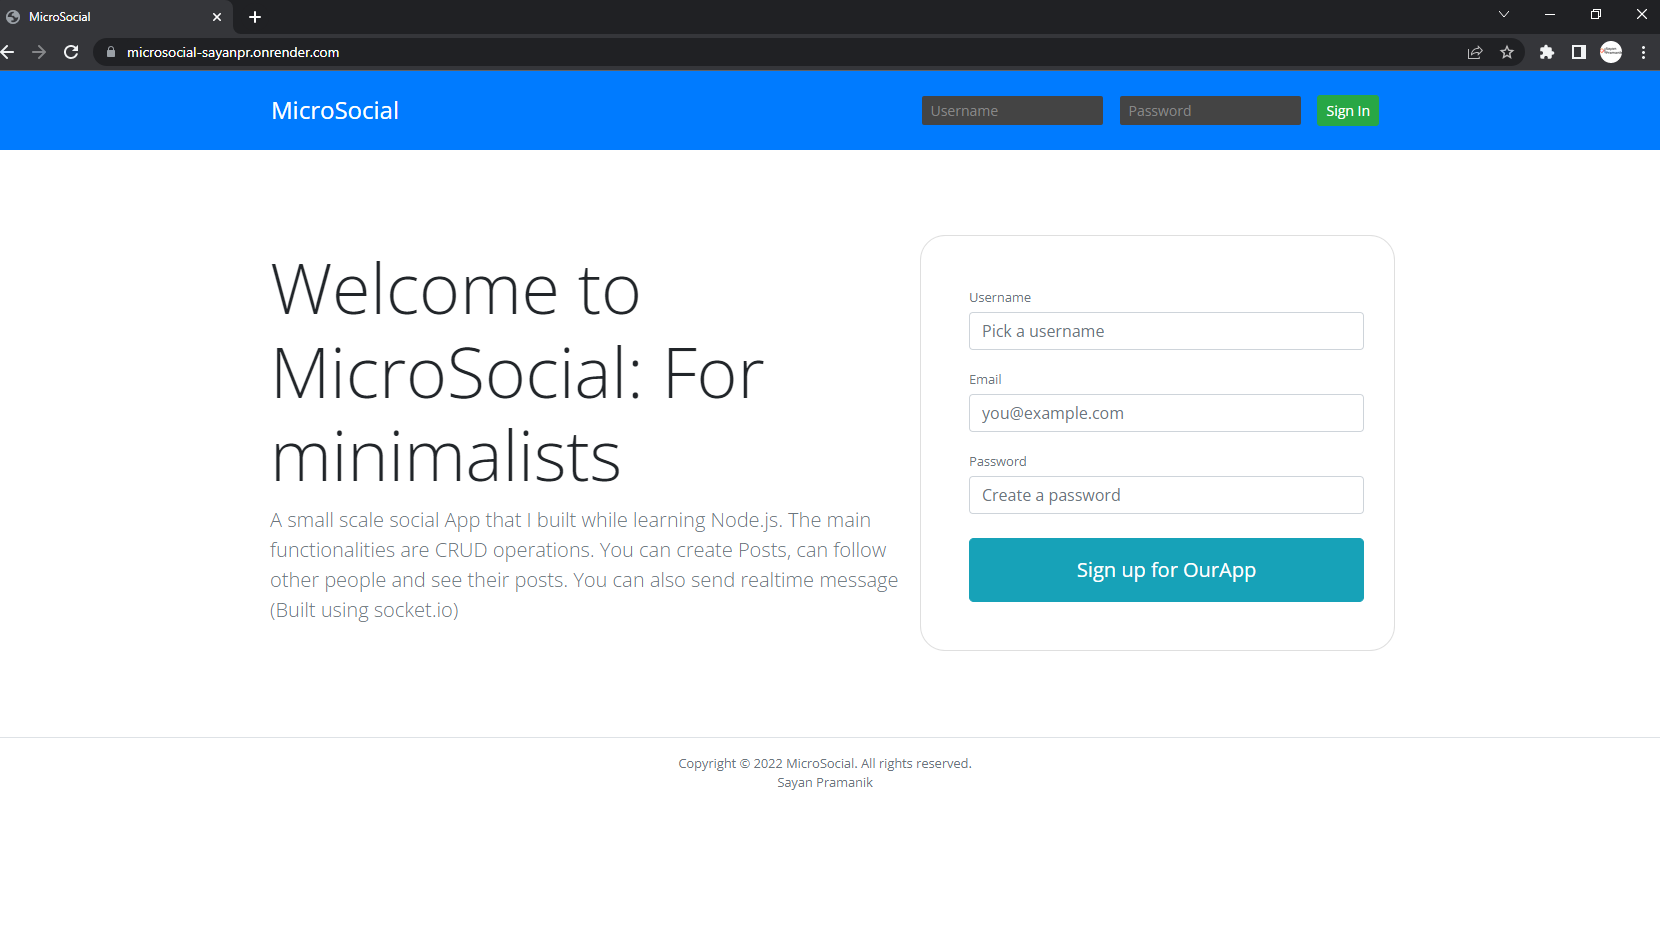 MicroSocial
microsocial-sayanpr.onrender.com
MicroSocial
Username
Password
Sign In
Welcome to
MicroSocial: For
minimalists
A small scale social App that I built while learning Node.js. The main
functionalities are CRUD operations. You can create Posts, can follow
other people and see their posts. You can also send realtime message
(Built using socket.io)
Username
Pick a username
Email
you@example.com
Password
Create a password
Sign up for OurApp
Copyright © 2022 MicroSocial. All rights reserved.
Sayan Pramanik